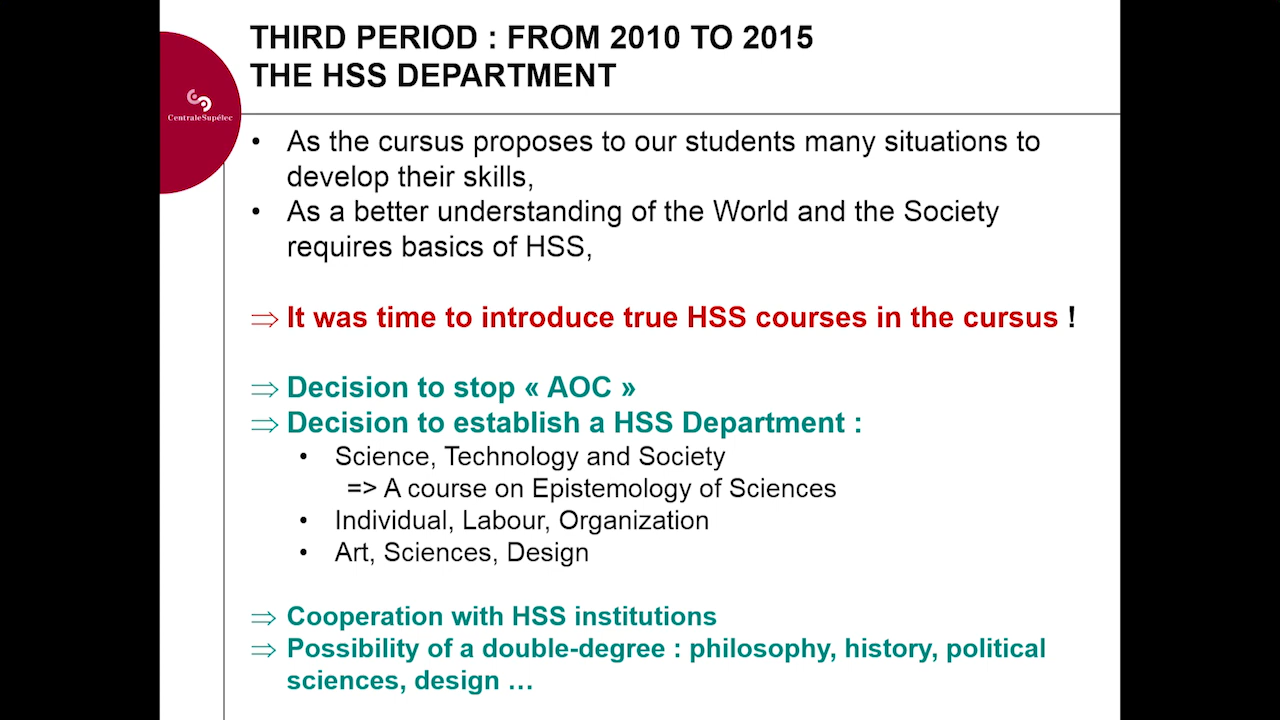 THIRD PERIOD : FROM 2010 TO 2015
THE HSS DEPARTMENT
CentraleSupélec
• As the cursus proposes to our students many situations to
develop their skills,
• As a better understanding of the World and the Society
requires basics of HSS,
⇒ It was time to introduce true HSS courses in the cursus !
⇒ Decision to stop « AOC »
⇒ Decision to establish a HSS Department :
• Science, Technology and Society
=> A course on Epistemology of Sciences
• Individual, Labour, Organization
• Art, Sciences, Design
⇒ Cooperation with HSS institutions
⇒ Possibility of a double-degree : philosophy, history, political
sciences, design …